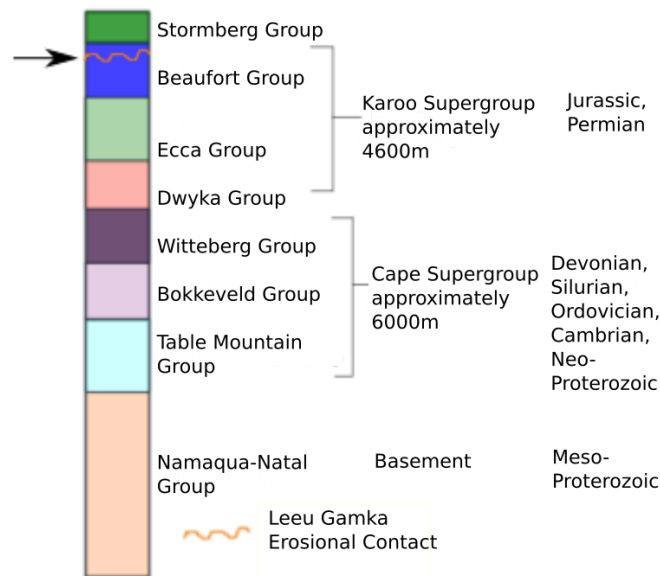 Stormberg Group
Beaufort Group
Ecca Group
Dwyka Group
Karoo Supergroup
approximately
4600m
Jurassic,
Permian
Witteberg Group
Bokkeveld Group
Table Mountain
Group
Cape Supergroup
approximately
6000m
Devonian,
Silurian,
Ordovician,
Cambrian,
Neo-
Proterozoic
Namaqua-Natal
Group
Basement
Meso-
Proterozoic
Leeu Gamka
Erosional Contact